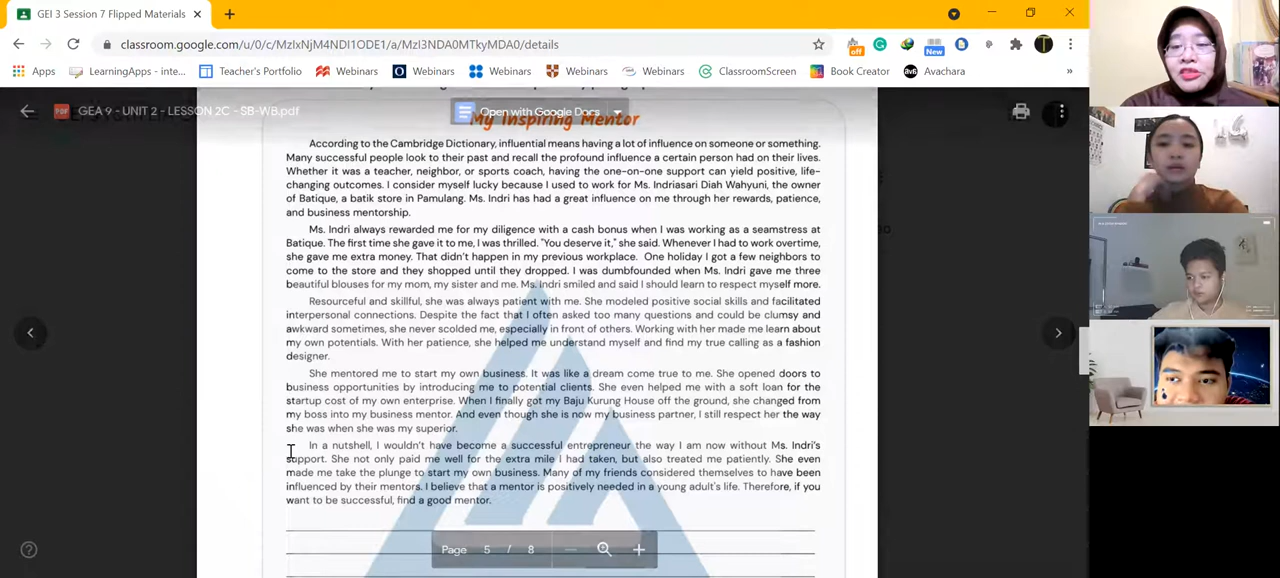 GEI 3 Session 7 Flipped Materials
classroom.google.com/u/0/c/MzIxNjM4NDI1ODE1/a/MzI3NDA0MTkyMDA0/details
off
New
Apps
LearningApps - inte...
Teacher's Portfolio
Webinars
Webinars
Webinars
Webinars
Webinars
ClassroomScreen
Book Creator
Avachara
GEA 9 - UNIT 2 - LESSON 2C - SB-WB.pdf
Open with Google Docs
My Inspiring Mentor
According to the Cambridge Dictionary, influential means having a lot of influence on someone or something.
Many successful people look to their past and recall the profound influence a certain person had on their lives.
Whether it was a teacher, neighbor, or sports coach, having the one-on-one support can yield positive, life-
changing outcomes. I consider myself lucky because I used to work for Ms. Indriasari Diah Wahyuni, the owner
of Batique, a batik store in Pamulang. Ms. Indri has had a great influence on me through her rewards, patience,
and business mentorship.
Ms. Indri always rewarded me for my diligence with a cash bonus when I was working as a seamstress at
Batique. The first time she gave it to me, I was thrilled. "You deserve it," she said. Whenever I had to work overtime,
she gave me extra money. That didn't happen in my previous workplace. One holiday I got a few neighbors to
come to the store and they shopped until they dropped. I was dumbfounded when Ms. Indri gave me three
beautiful blouses for my mom, my sister and me. Ms. Indri smiled and said I should learn to respect myself more.
Resourceful and skillful, she was always patient with me. She modeled positive social skills and facilitated
interpersonal connections. Despite the fact that I often asked too many questions and could be clumsy and
awkward sometimes, she never scolded me, especially in front of others. Working with her made me learn about
my own potentials. With her patience, she helped me understand myself and find my true calling as a fashion
designer.
She mentored me to start my own business. It was like a dream come true to me. She opened doors to
business opportunities by introducing me to potential clients. She even helped me with a soft loan for the
startup cost of my own enterprise. When I finally got my Baju Kurung House off the ground, she changed from
my boss into my business mentor. And even though she is now my business partner, I still respect her the way
she was when she was my superior.
In a nutshell, I wouldn't have become a successful entrepreneur the way I am now without Ms. Indri's
support. She not only paid me well for the extra mile I had taken, but also treated me patiently. She even
made me take the plunge to start my own business. Many of my friends considered themselves to have been
influenced by their mentors. I believe that a mentor is positively needed in a young adult's life. Therefore, if you
want to be successful, find a good mentor.
Page 5 / 8